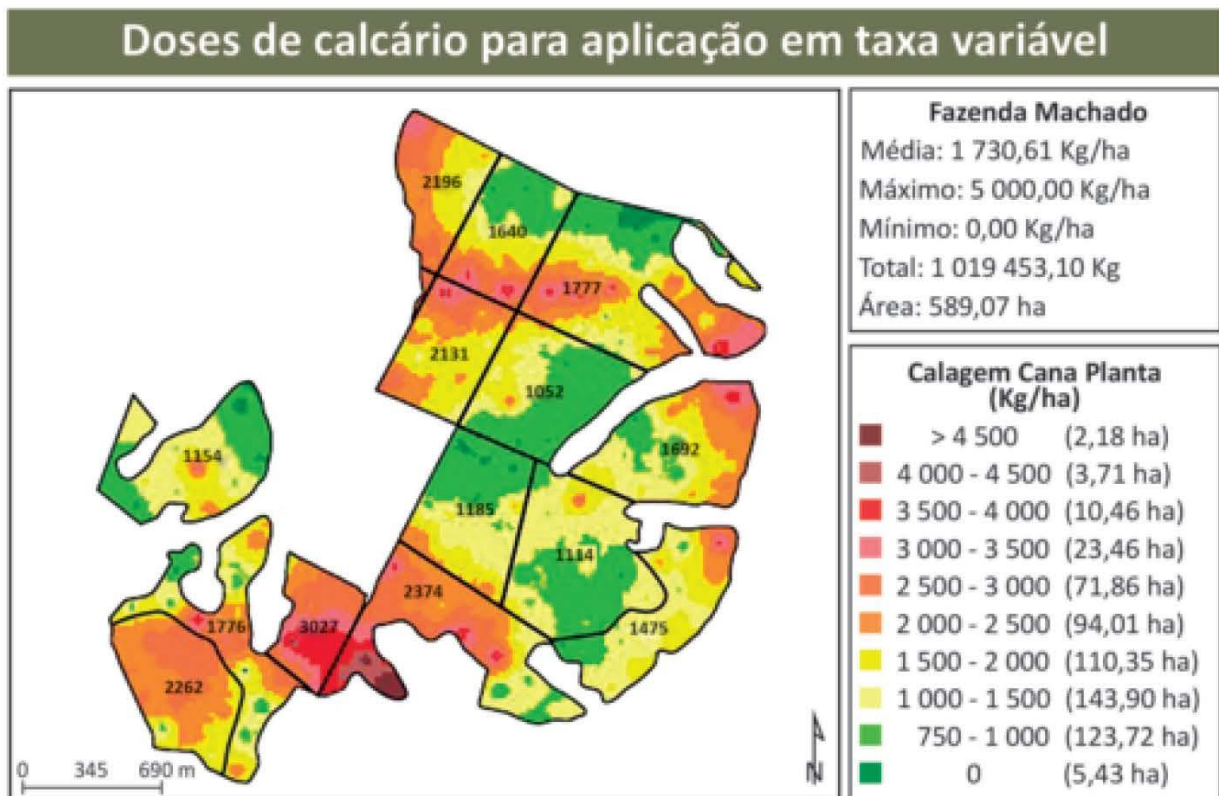 Doses de calcário para aplicação em taxa variável
Fazenda Machado
Média: 1 730,61 Kg/ha
Máximo: 5 000,00 Kg/ha
Mínimo: 0,00 Kg/ha
Total: 1 019 453,10 Kg
Área: 589,07 ha
Calagem Cana Planta
(Kg/ha)
> 4 500 (2,18 ha)
4 000 - 4 500 (3,71 ha)
3 500 - 4 000 (10,46 ha)
3 000 - 3 500 (23,46 ha)
2 500 - 3 000 (71,86 ha)
2 000 - 2 500 (94,01 ha)
1 500 - 2 000 (110,35 ha)
1 000 - 1 500 (143,90 ha)
750 - 1 000 (123,72 ha)
0 (5,43 ha)
2196
1640
1777
2131
1052
1692
1154
1185
1114
2374
1475
1776
3027
2262
0 345 690 m
N